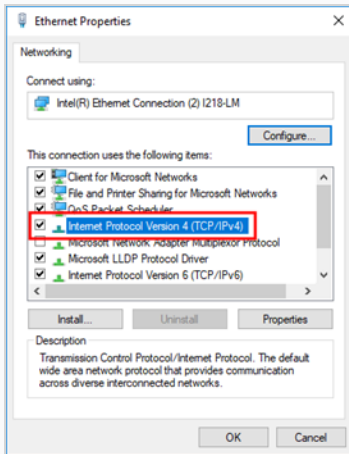 Ethernet Properties
Networking
Connect using:
Intel(R) Ethernet Connection (2) I218-LM
Configure...
This connection uses the following items:
Client for Microsoft Networks
File and Printer Sharing for Microsoft Networks
QoS Packet Scheduler
Internet Protocol Version 4 (TCP/IPv4)
Microsoft Network Adapter Multiplexor Protocol
Microsoft LLDP Protocol Driver
Internet Protocol Version 6 (TCP/IPv6)
Install...
Uninstall
Properties
Description
Transmission Control Protocol/Internet Protocol. The default
wide area network protocol that provides communication
across diverse interconnected networks.
OK
Cancel